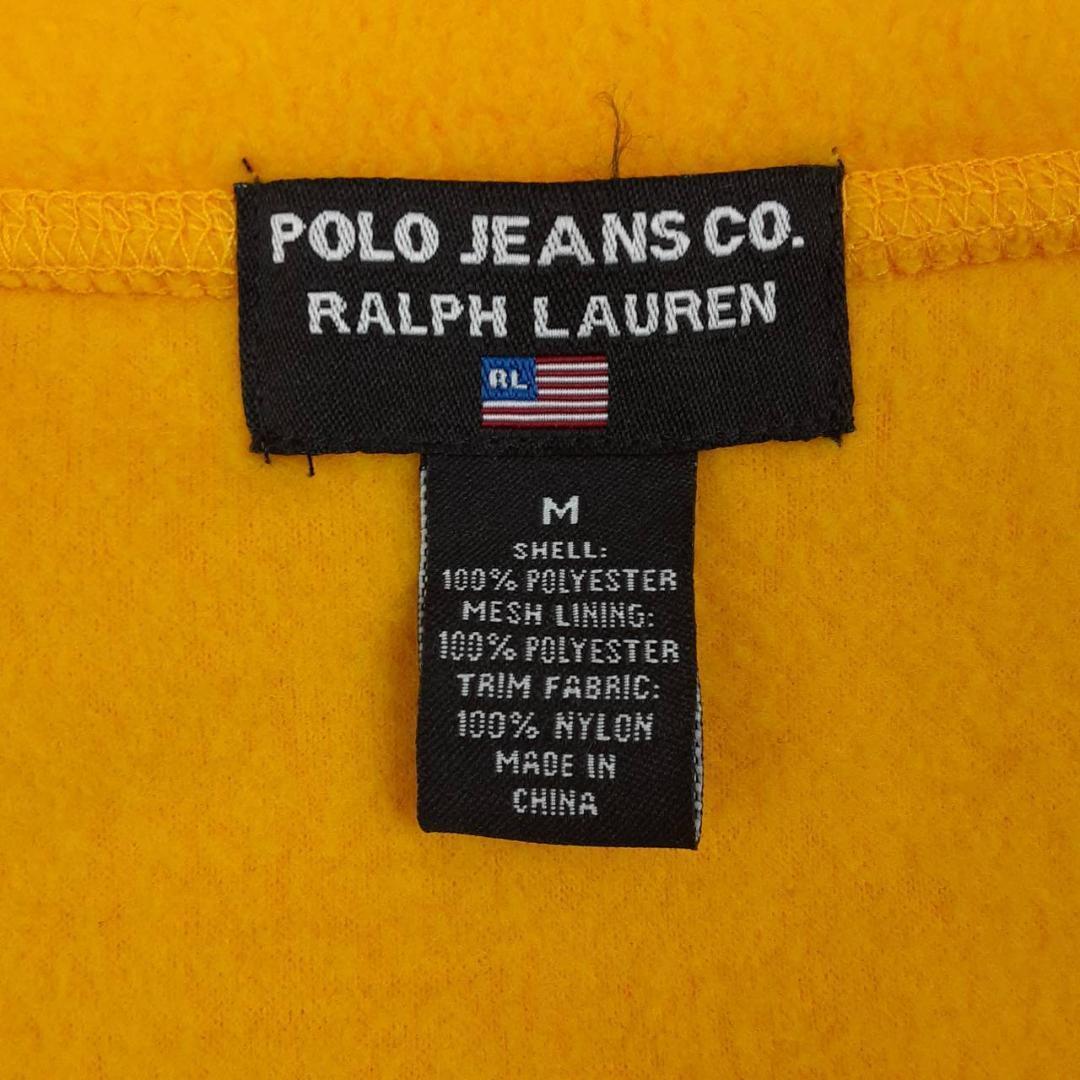 POLO JEANS CO.
RALPH LAUREN
RL
M
SHELL:
100% POLYESTER
MESH LINING:
100% POLYESTER
TRIM FABRIC:
100% NYLON
MADE IN
CHINA